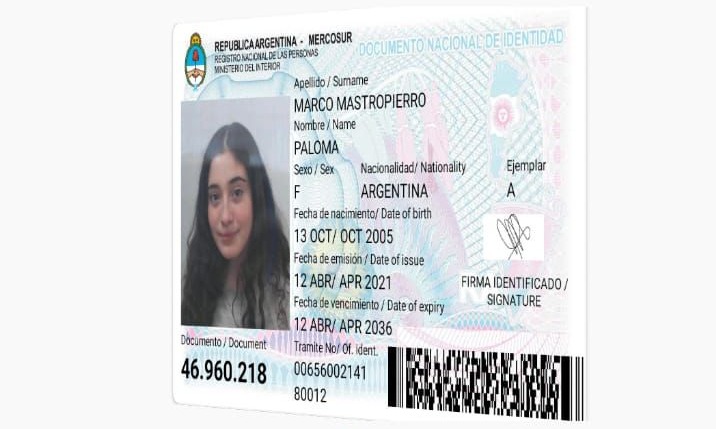 REPUBLICA ARGENTINA - MERCOSUR
REGISTRO NACIONAL DE LAS PERSONAS
MINISTERIO DEL INTERIOR
DOCUMENTO NACIONAL DE IDENTIDAD
Apellido / Surname
MARCO MASTROPIERRO
Nombre / Name
PALOMA
Sexo / Sex Nacionalidad/ Nationality Ejemplar
F ARGENTINA A
Fecha de nacimiento/ Date of birth
13 OCT/ OCT 2005
Fecha de emisión / Date of issue
12 ABR/ APR 2021
FIRMA IDENTIFICADO /
SIGNATURE
Fecha de vencimiento / Date of expiry
12 ABR/ APR 2036
Documento / Document
46.960.218
Tramite No/ Of. ident.
00656002141
80012